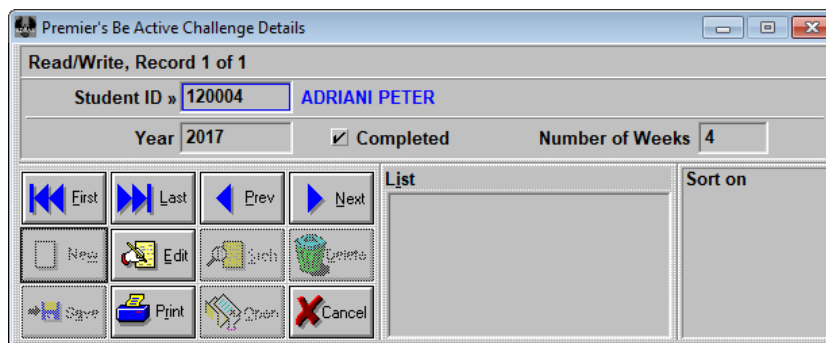 Premier's Be Active Challenge Details
Read/Write, Record 1 of 1
Student ID » 120004 ADRIANI PETER
Year 2017 Completed Number of Weeks 4
First Last Prev Next List Sort on
New Edit Srch Delete
Save Print Open Cancel